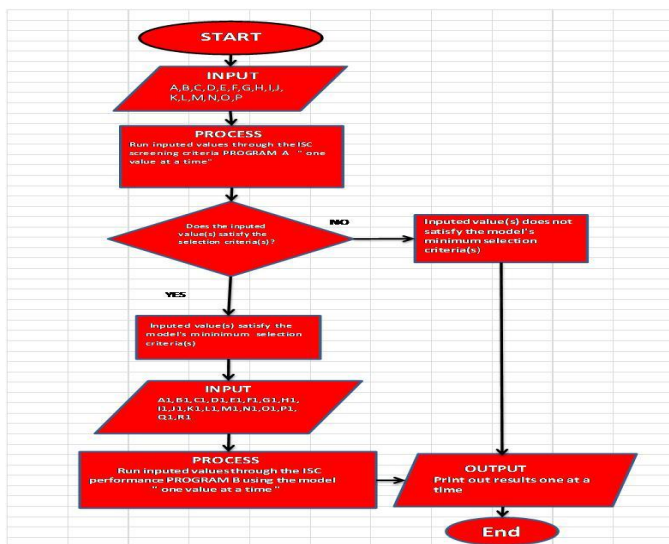 START
INPUT
A,B,C,D,E,F,G,H,I,J,
K,L,M,N,O,P
PROCESS
Run inputed values through the ISC
screening criteria PROGRAM A " one
value at a time"
Does the inputed
value(s) satisfy the
selection criteria(s)?
NO
Inputed value(s) does not
satisfy the model's
minimum selection
criteria(s)
YES
Inputed value(s) satisfy the
model's mininimum selection
criteria(s)
INPUT
A1,B1,C1,D1,E1,F1,G1,H1,
I1,J1,K1,L1,M1,N1,O1,P1,
Q1,R1
PROCESS
Run inputed values through the ISC
performance PROGRAM B using the model
" one value at a time "
OUTPUT
Print out results one at a
time
End